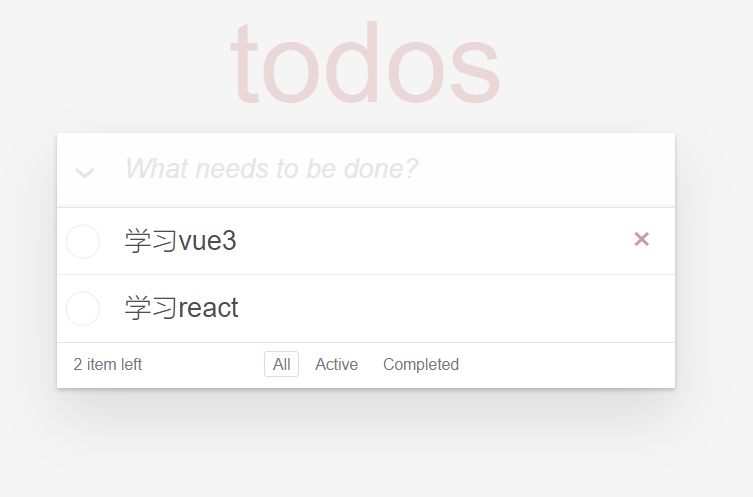 todos
What needs to be done?
学习vue3
学习react
2 item left All Active Completed